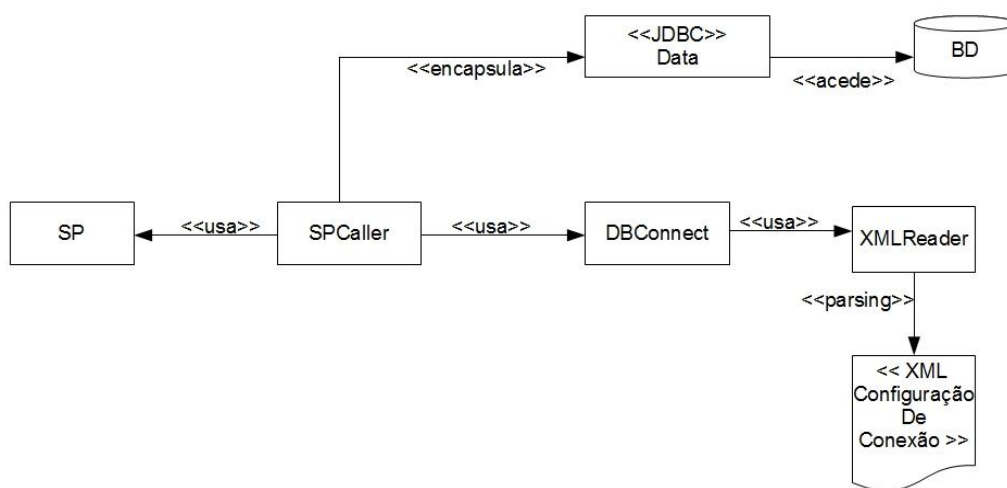 <<JDBC>>
Data
BD
<<encapsula>>
<<acede>>
SP
<<usa>>
SPCaller
<<usa>>
DBConnect
<<usa>>
XMLReader
<<parsing>>
<< XML
Configuração
De
Conexão >>